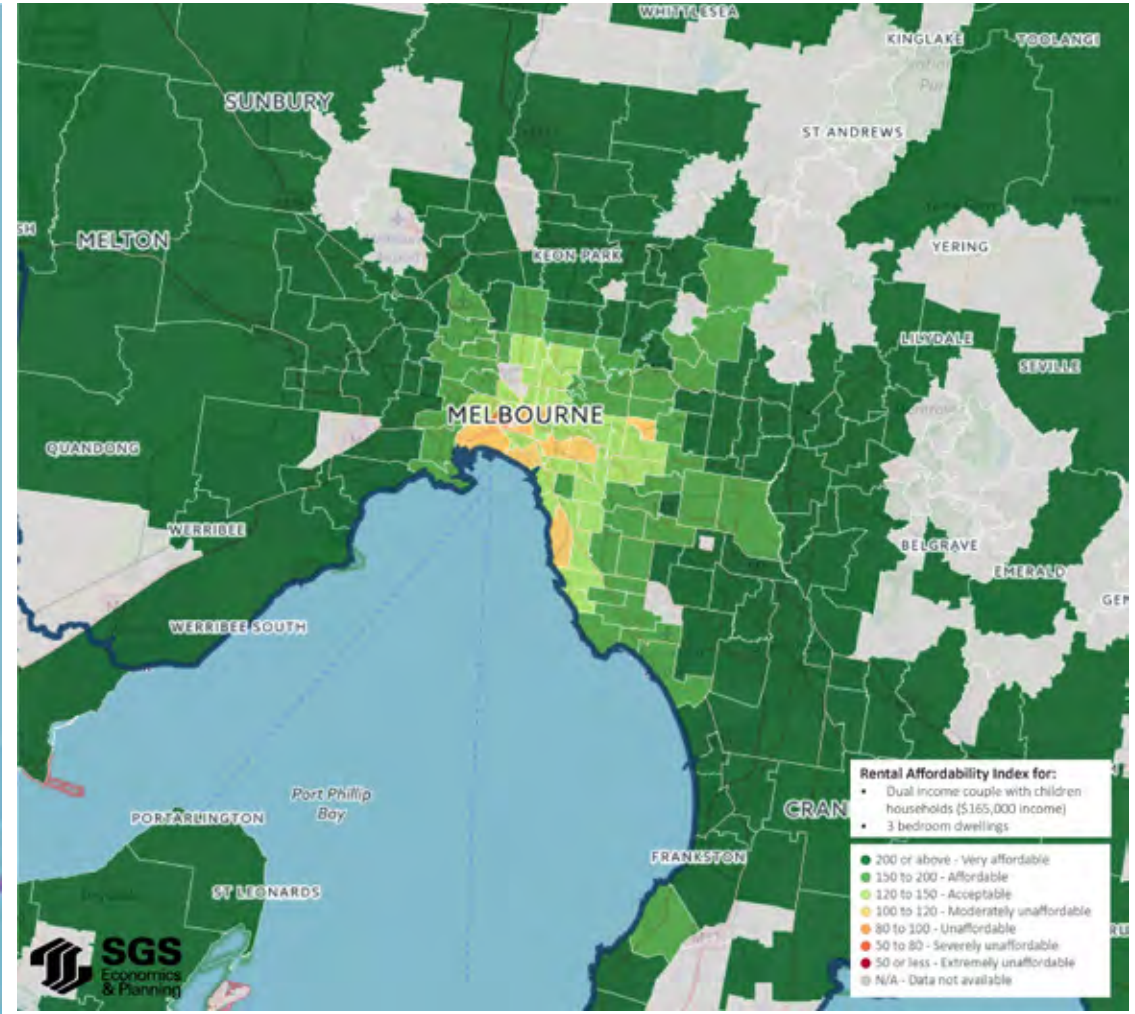 WHITTLESEA
KINGLAKE
TOOLANGI
SUNBURY
ST ANDREWS
MELTON
YERING
KEON PARK
LILYDALE
SEVILLE
MELBOURNE
QUANDONG
WERRIBEE
BELGRAVE
EMERALD
GEM
WERRIBEE SOUTH
Port Phillip
Bay
PORTARLINGTON
CRAN
FRANKSTON
ST LEONARDS
Rental Affordability Index for:
• Dual income couple with children
households ($165,000 income)
• 3 bedroom dwellings
200 or above - Very affordable
150 to 200 - Affordable
120 to 150 - Acceptable
100 to 120 - Moderately unaffordable
80 to 100 - Unaffordable
50 to 80 - Severely unaffordable
50 or less - Extremely unaffordable
N/A - Data not available
SGS
Economics
& Planning